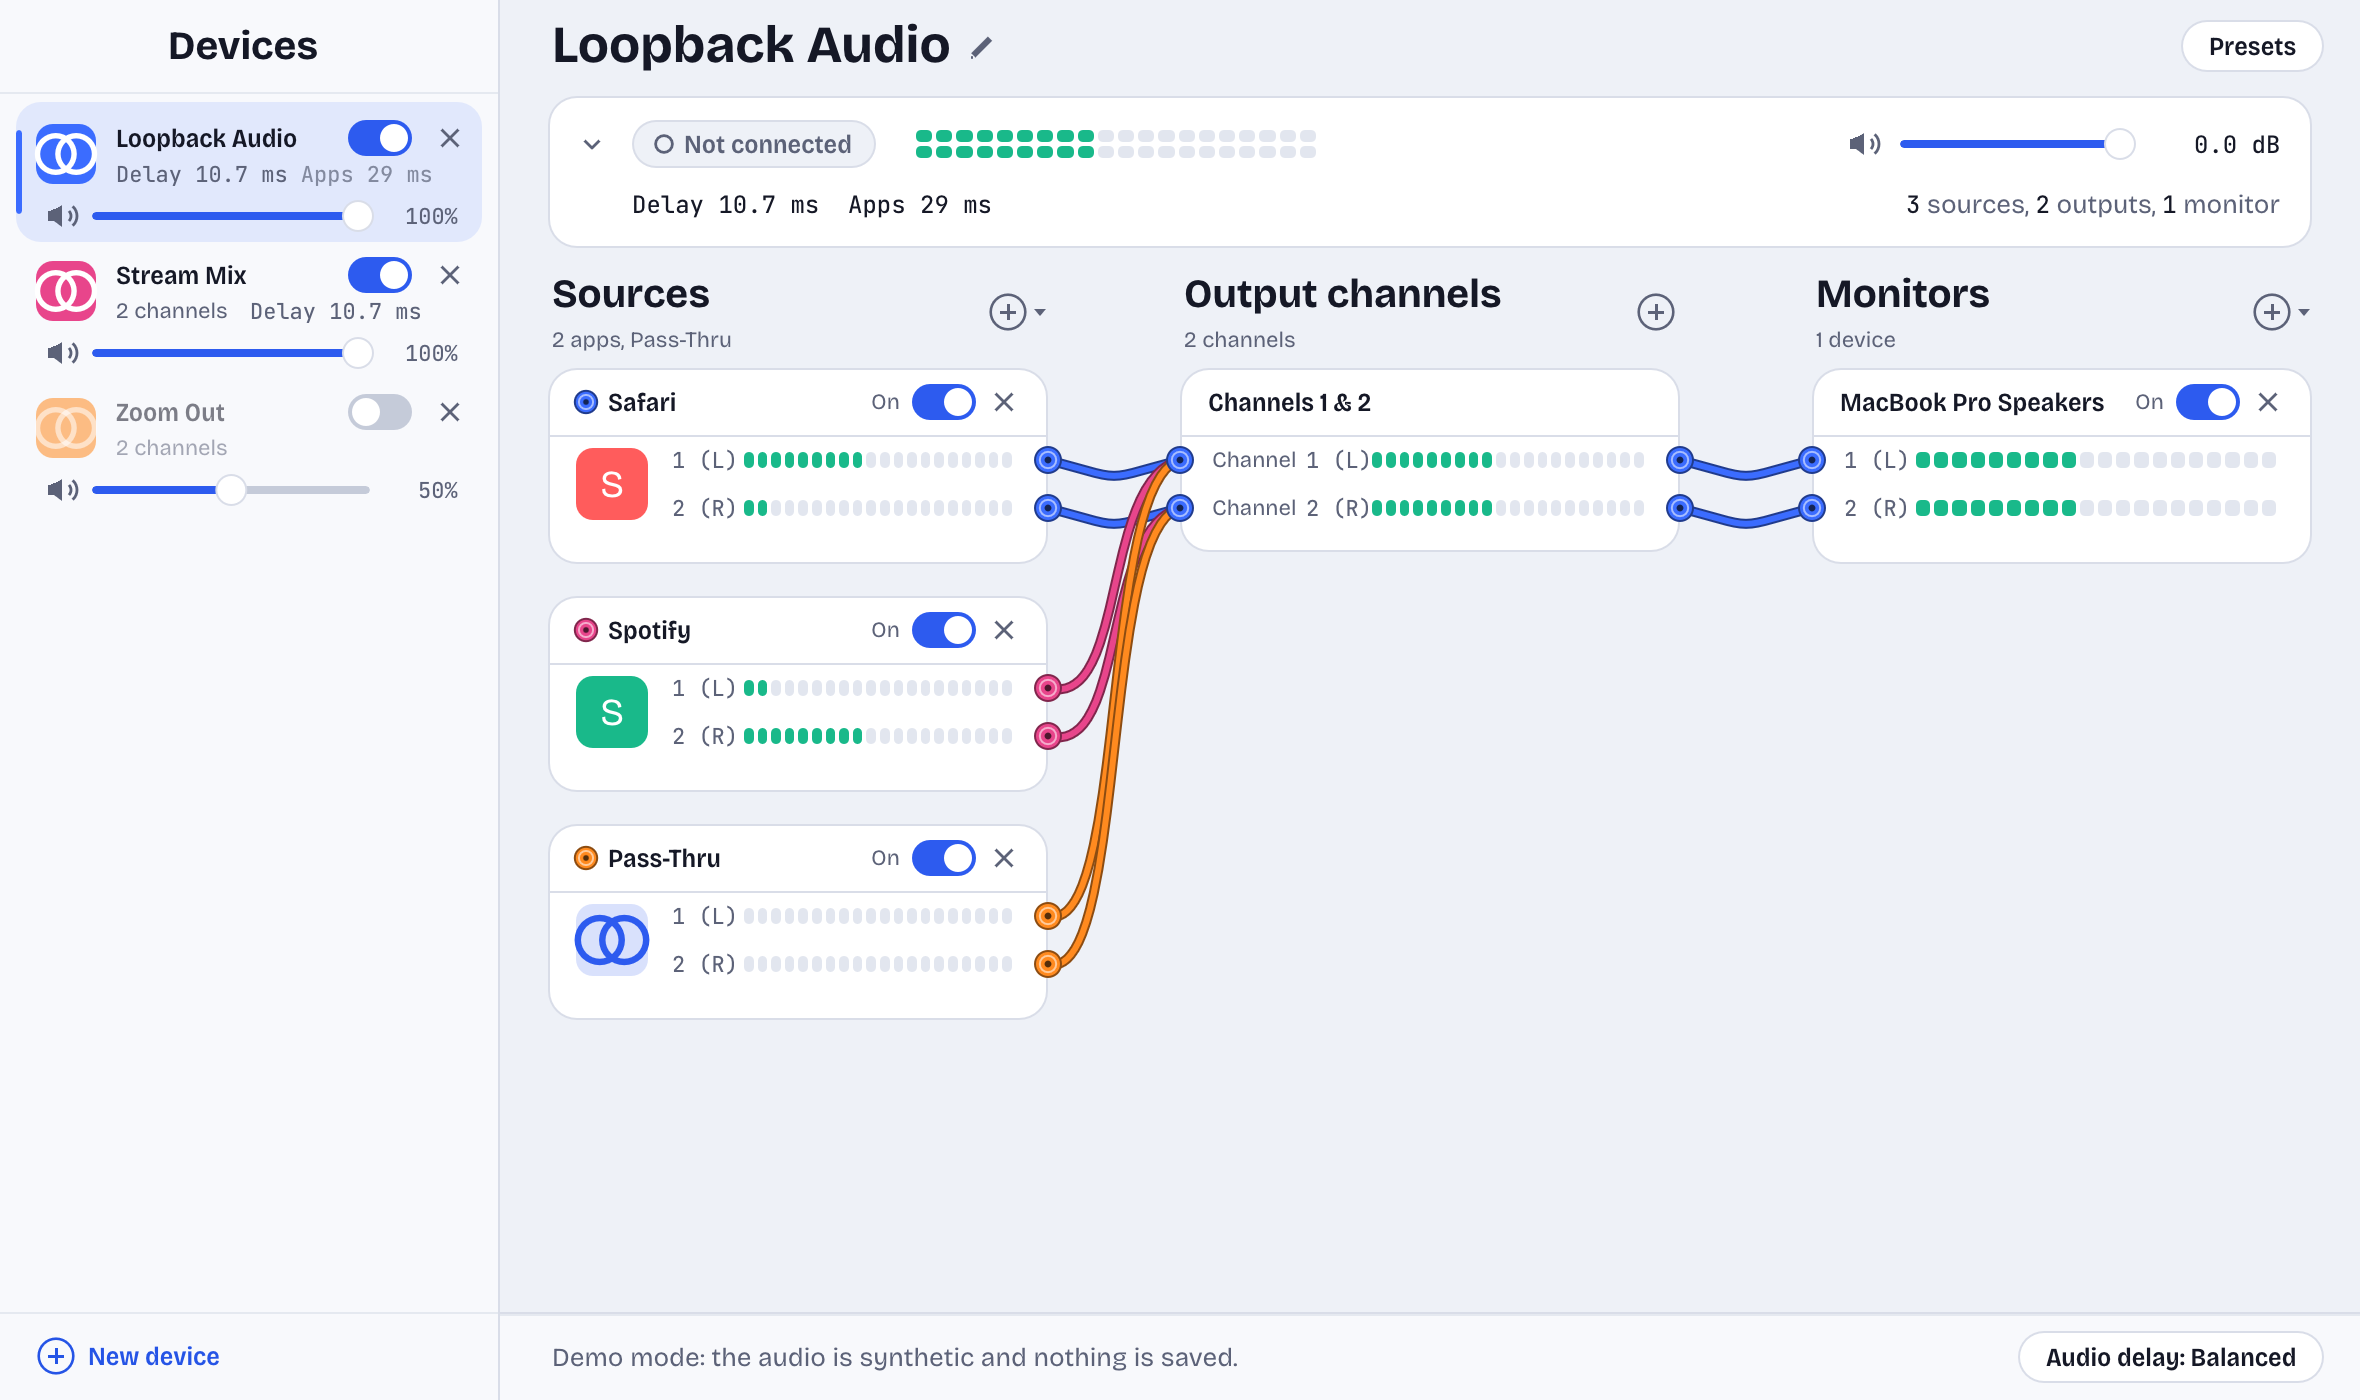 Devices
Loopback Audio
Delay 10.7 ms Apps 29 ms
100%
Stream Mix
2 channels Delay 10.7 ms
100%
Zoom Out
2 channels
50%
New device
Loopback Audio
Presets
Not connected
0.0 dB
Delay 10.7 ms Apps 29 ms
3 sources, 2 outputs, 1 monitor
Sources
2 apps, Pass-Thru
Safari On
S
1 (L)
2 (R)
Spotify On
S
1 (L)
2 (R)
Pass-Thru On
1 (L)
2 (R)
Output channels
2 channels
Channels 1 & 2
Channel 1 (L)
Channel 2 (R)
Monitors
1 device
MacBook Pro Speakers On
1 (L)
2 (R)
Demo mode: the audio is synthetic and nothing is saved.
Audio delay: Balanced